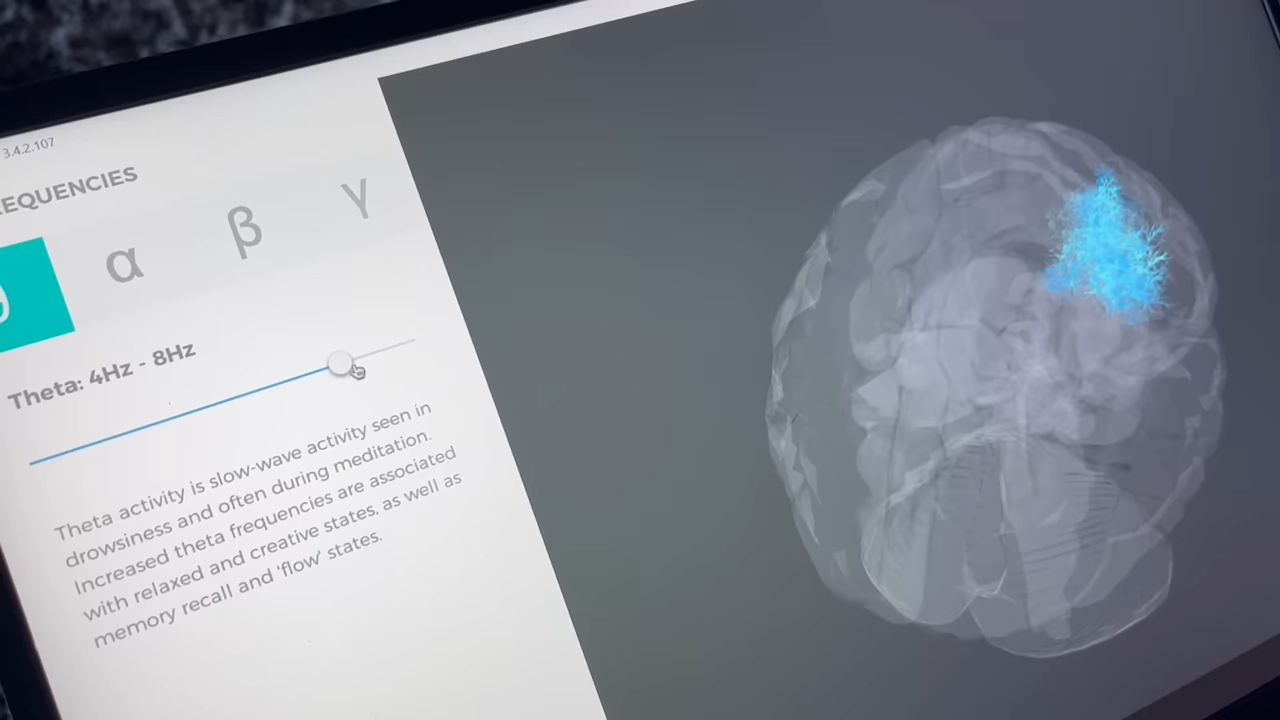 3.4.2.107
EQUENCIES
α β γ
Theta: 4Hz - 8Hz
Theta activity is slow-wave activity seen in
drowsiness and often during meditation.
Increased theta frequencies are associated
with relaxed and creative states, as well as
memory recall and 'flow' states.